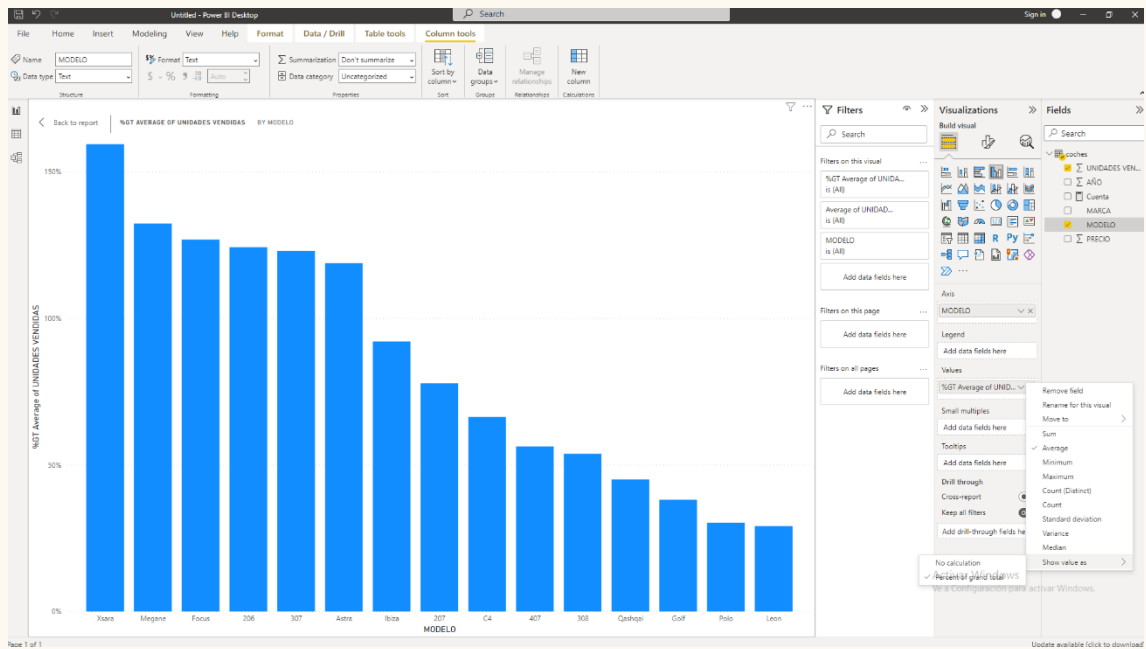 Untitled - Power BI Desktop
Search
Sign in
File Home Insert Modeling View Help Format Data / Drill Table tools Column tools
Name MODELO
Format Text
Summarization Don't summarize
Data type Text
$ % Auto
Data category Uncategorized
Sort by column
Data groups
Manage relationships
New column
Structure
Formatting
Properties
Sort
Groups
Relationships
Calculations
Back to report
%GT AVERAGE OF UNIDADES VENDIDAS BY MODELO
150%
100%
50%
0%
%GT Average of UNIDADES VENDIDAS
Xsara Megane Focus 206 307 Astra Ibiza 207 C4 407 308 Qashqai Golf Polo Leon
MODELO
Filters
Search
Filters on this visual ...
%GT Average of UNIDA...
is (All)
Average of UNIDAD...
is (All)
MODELO
is (All)
Add data fields here
Filters on this page ...
Add data fields here
Filters on all pages ...
Add data fields here
Visualizations
Build visual
R Py
...
Axis
MODELO
Legend
Add data fields here
Values
%GT Average of UNID...
Small multiples
Add data fields here
Tooltips
Add data fields here
Drill through
Cross-report
Keep all filters
Add drill-through fields he
Fields
Search
coches
UNIDADES VEN...
AÑO
Cuenta
MARCA
MODELO
PRECIO
Remove field
Rename for this visual
Move to
Sum
Average
Minimum
Maximum
Count (Distinct)
Count
Standard deviation
Variance
Median
Show value as
No calculation
Percent of grand total
Activar Windows
Ve a Configuración para activar Windows.
Page 1 of 1
Update available (click to download)